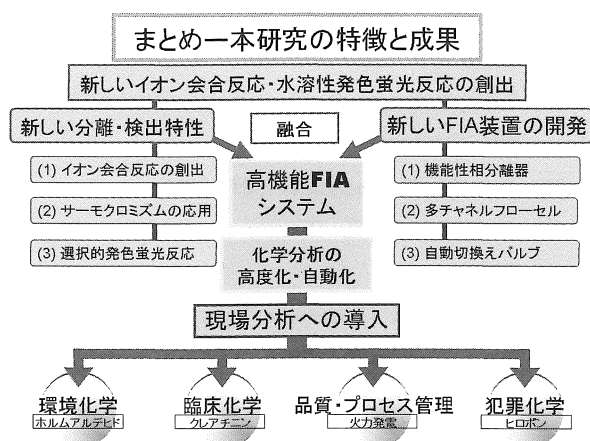 まとめー本研究の特徴と成果
新しいイオン会合反応・水溶性発色蛍光反応の創出
新しい分離・検出特性
融合
新しいFIA装置の開発
(1) イオン会合反応の創出
(2) サーモクロミズムの応用
(3) 選択的発色蛍光反応
高機能FIA
システム
(1) 機能性相分離器
(2) 多チャネルフローセル
(3) 自動切換えバルブ
化学分析の
高度化・自動化
現場分析への導入
環境化学
ホルムアルデヒド
臨床化学
クレアチニン
品質・プロセス管理
火力発電
犯罪化学
ヒロポン